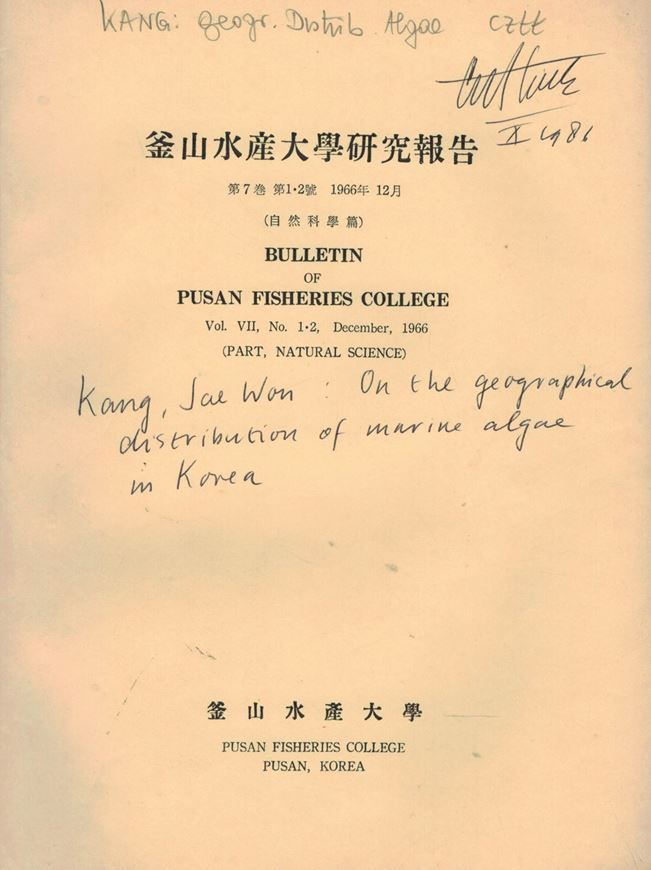 KANG: Geogr. Distrib. Algae
X 1986
釜山水産大學研究報告
第7巻 第1·2號 1966年 12月
(自然科學篇)
BULLETIN
OF
PUSAN FISHERIES COLLEGE
Vol. VII, No. 1·2, December, 1966
(PART, NATURAL SCIENCE)
Kang, Jae Won : On the geographical
distribution of marine algae
in Korea
釜山水産大學
PUSAN FISHERIES COLLEGE
PUSAN, KOREA